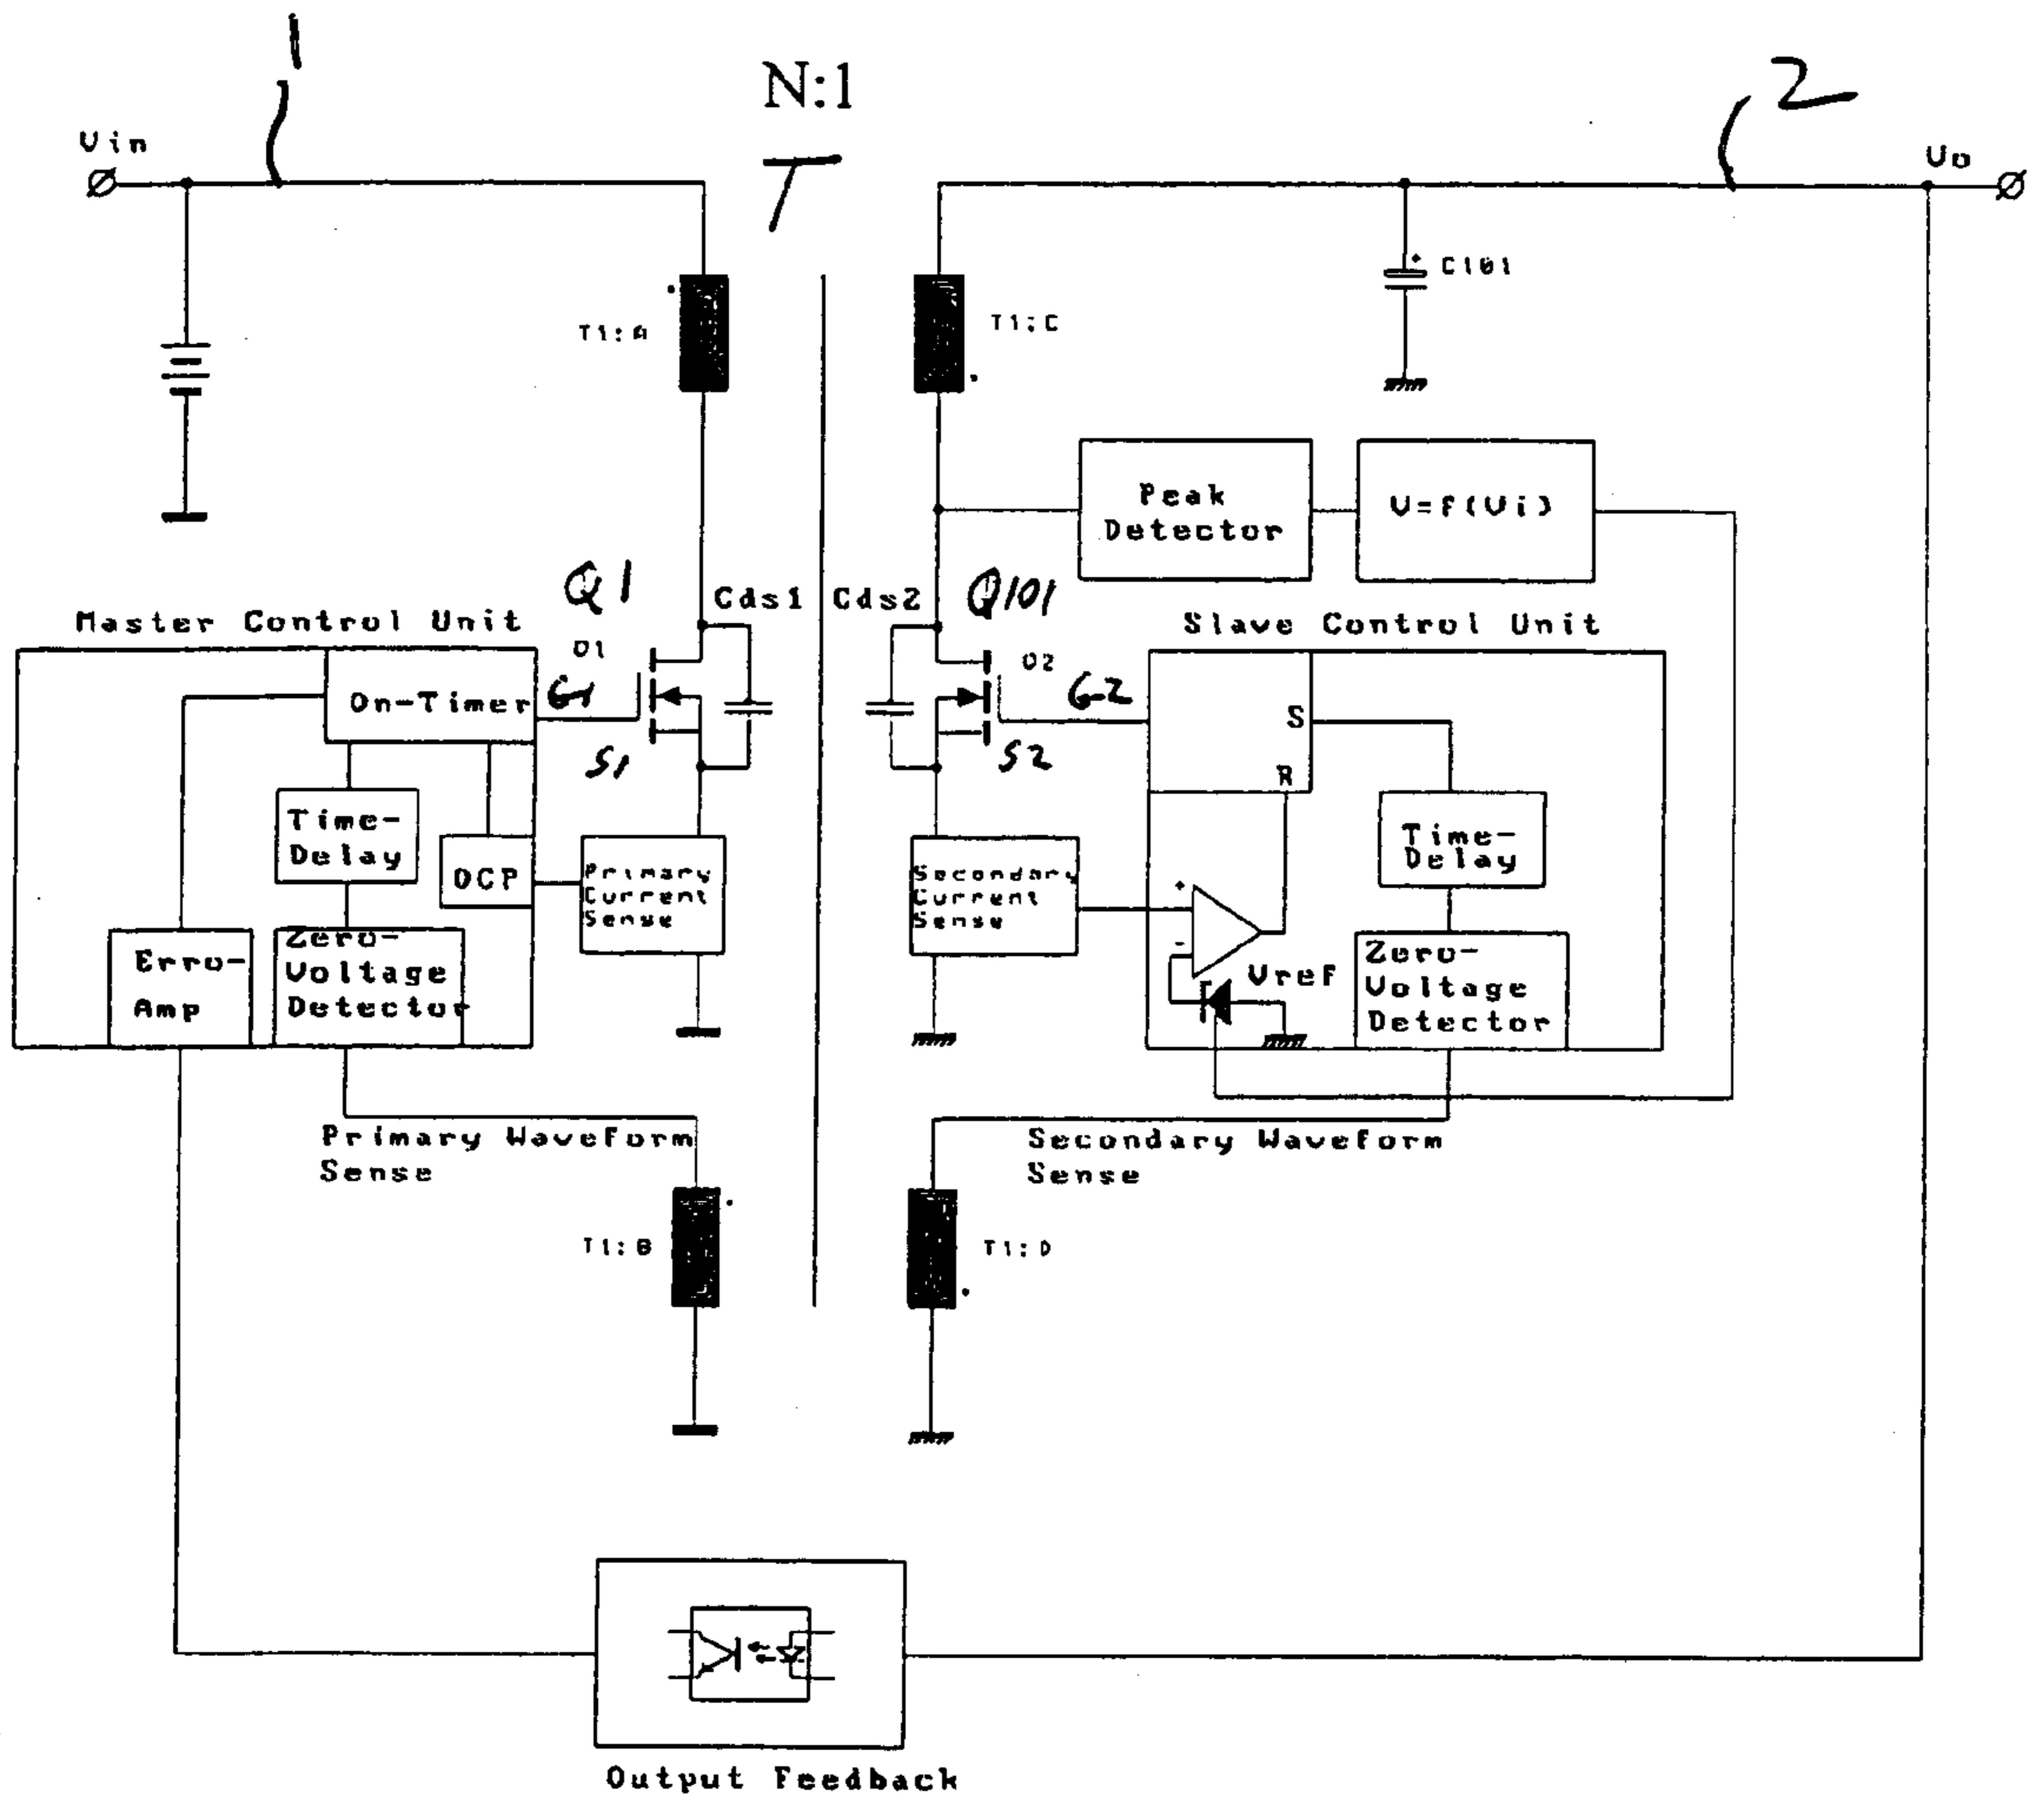 1
N:1
2
Vin
T
Vo
C101
T1:A
T1:C
Peak
Detector
V=f(Vi)
Q1
Cds1
Cds2
Q101
Master Control Unit
Slave Control Unit
D1
D2
On-Timer
G1
G2
S
S1
S2
R
Time-
Delay
Time-
Delay
OCP
Primary
Current
Sense
Secondary
Current
Sense
+
-
Erro-
Amp
Zero-
Voltage
Detector
Vref
Zero-
Voltage
Detector
Primary Waveform
Sense
Secondary Waveform
Sense
T1:B
T1:D
Output Feedback